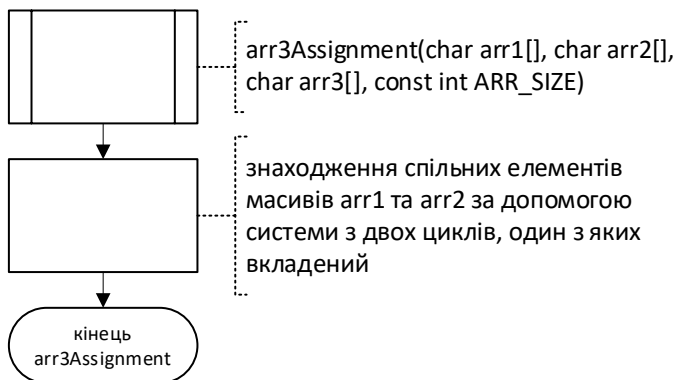 arr3Assignment(char arr1[], char arr2[],
char arr3[], const int ARR_SIZE)
знаходження спільних елементів
масивів arr1 та arr2 за допомогою
системи з двох циклів, один з яких
вкладений
кінець
arr3Assignment